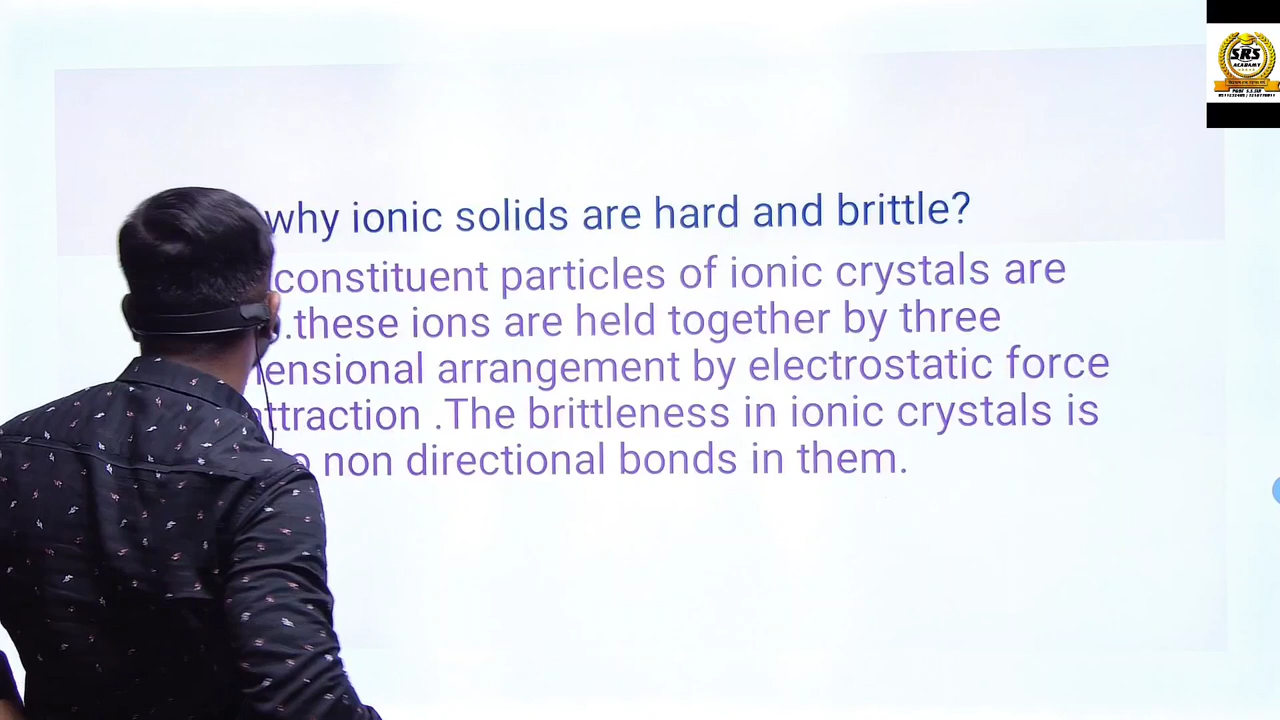 why ionic solids are hard and brittle?
constituent particles of ionic crystals are
.these ions are held together by three
ensional arrangement by electrostatic force
ttraction .The brittleness in ionic crystals is
o non directional bonds in them.
SRS
ACADEMY